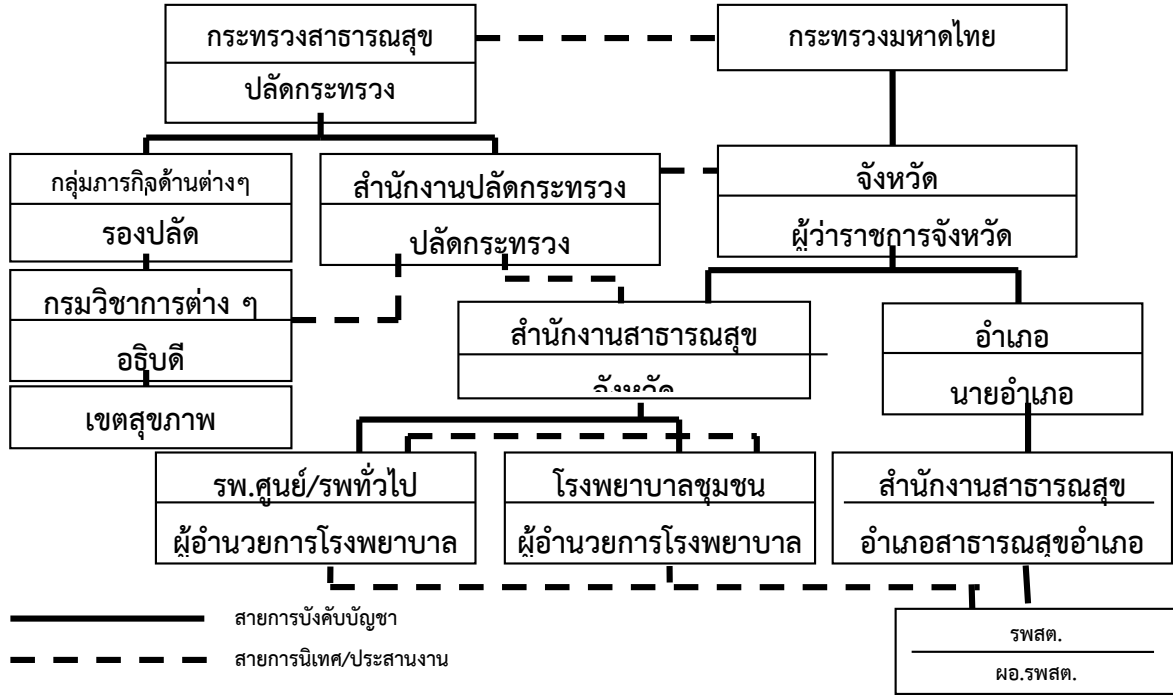 กระทรวงสาธารณสุข
กระทรวงมหาดไทย
ปลัดกระทรวง
กลุ่มภารกิจด้านต่างๆ
สำนักงานปลัดกระทรวง
จังหวัด
รองปลัด
ปลัดกระทรวง
ผู้ว่าราชการจังหวัด
กรมวิชาการต่าง ๆ
สำนักงานสาธารณสุข
อำเภอ
อธิบดี
จังหวัด
นายอำเภอ
เขตสุขภาพ
รพ.ศูนย์/รพทั่วไป
โรงพยาบาลชุมชน
สำนักงานสาธารณสุข
ผู้อำนวยการโรงพยาบาล
ผู้อำนวยการโรงพยาบาล
อำเภอสาธารณสุขอำเภอ
สายการบังคับบัญชา
รพสต.
สายการนิเทศ/ประสานงาน
ผอ.รพสต.